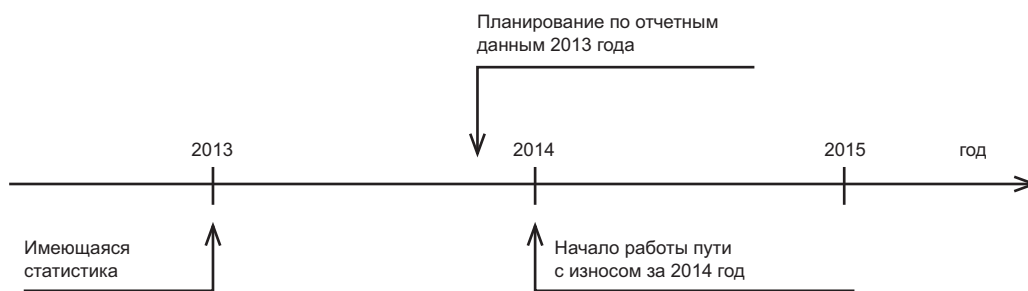 Планирование по отчетным
данным 2013 года
2013
2014
2015
год
Имеющаяся
статистика
Начало работы пути
с износом за 2014 год